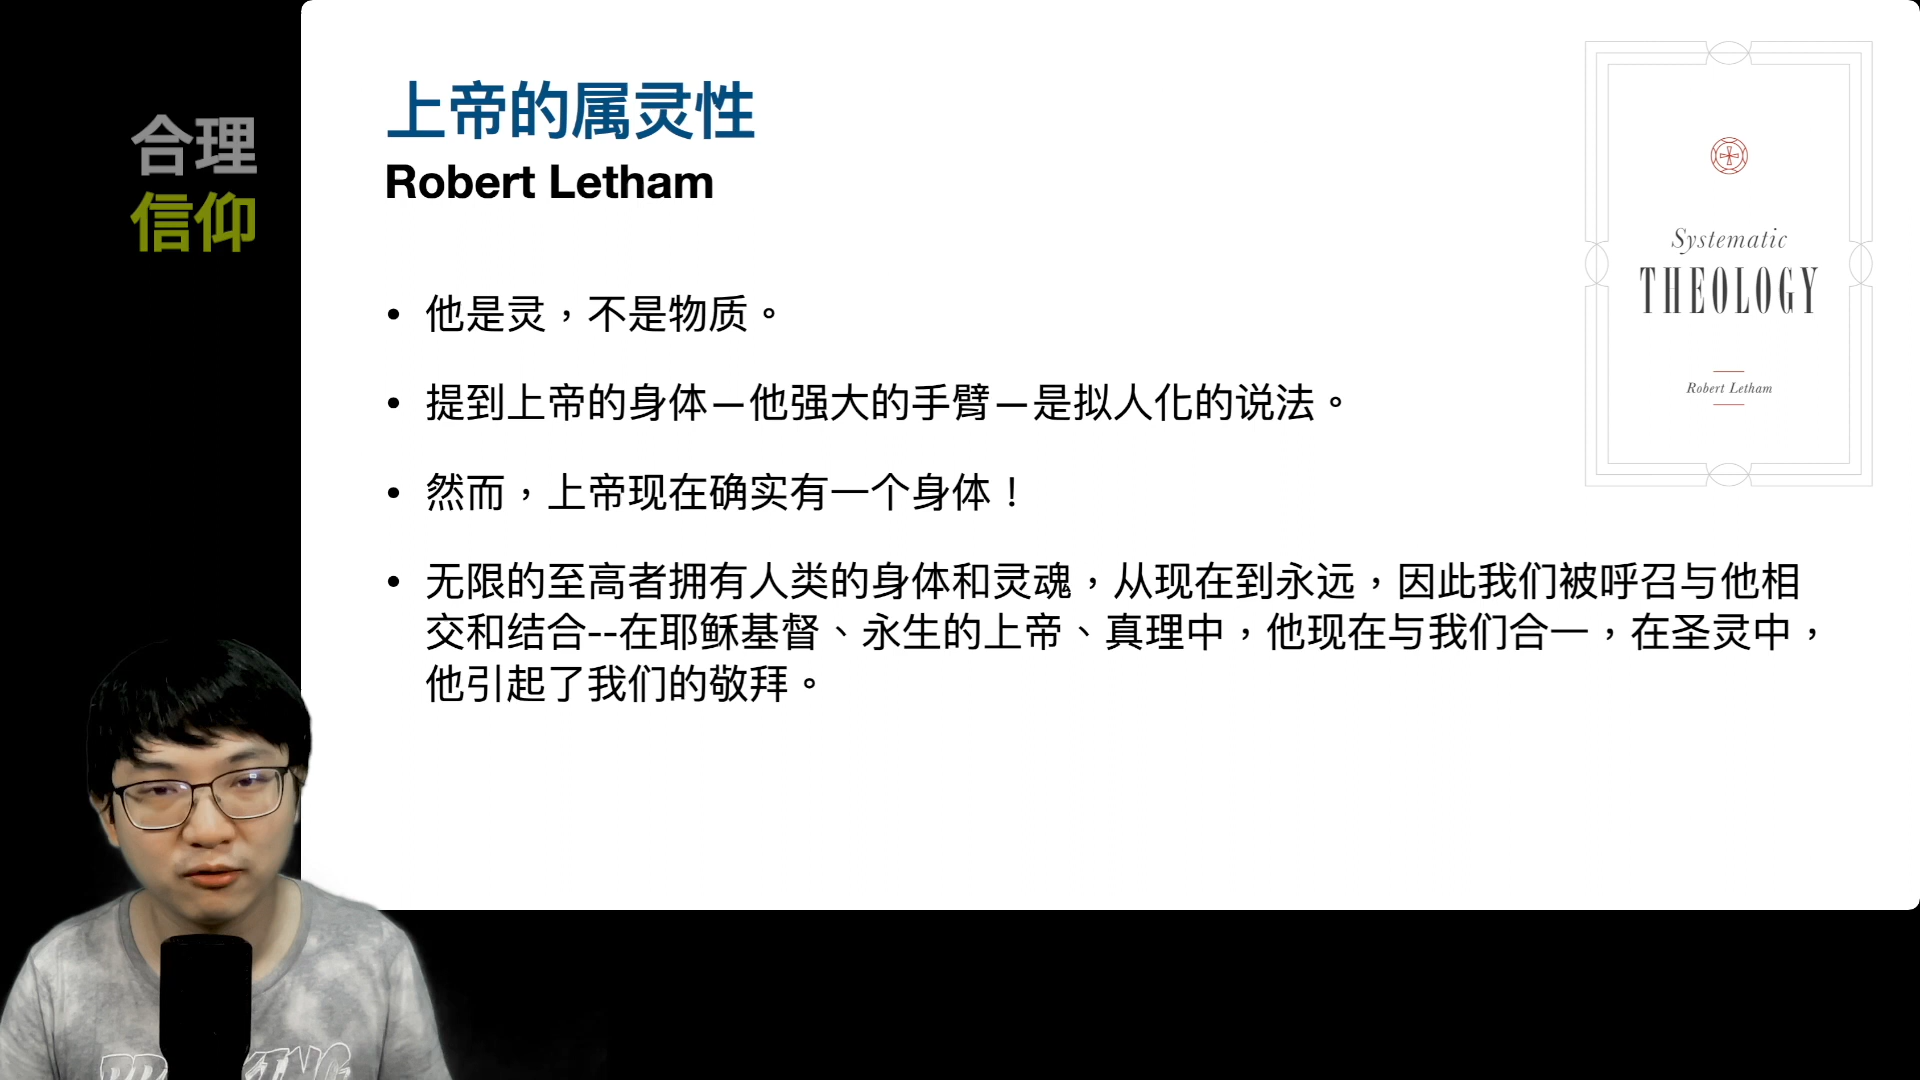 合理
信仰
上帝的属灵性
Robert Letham
• 他是灵，不是物质。
• 提到上帝的身体—他强大的手臂—是拟人化的说法。
• 然而，上帝现在确实有一个身体！
• 无限的至高者拥有人类的身体和灵魂，从现在到永远，因此我们被呼召与他相
交和结合--在耶稣基督、永生的上帝、真理中，他现在与我们合一，在圣灵中，
他引起了我们的敬拜。
Systematic
THEOLOGY
Robert Letham